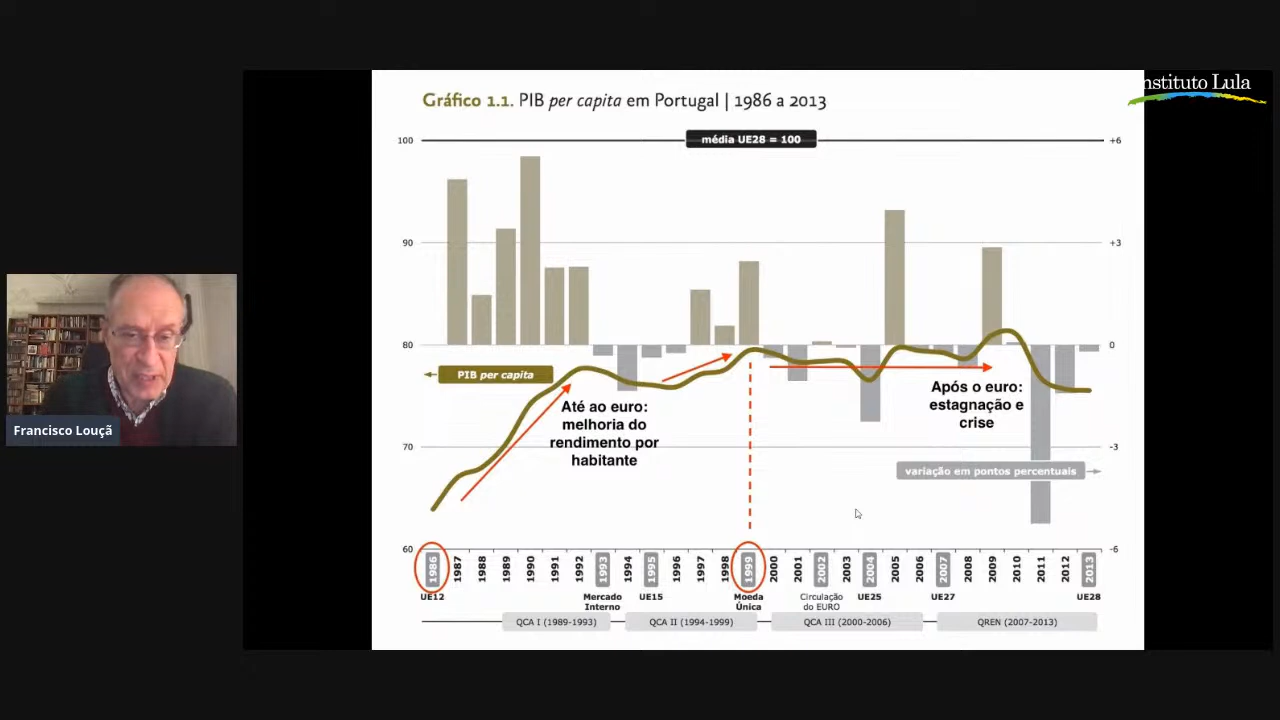 nstituto Lula
Gráfico 1.1. PIB per capita em Portugal | 1986 a 2013
100
média UE28 = 100
+6
90
+3
80
0
PIB per capita
Até ao euro:
melhoria do
rendimento por
habitante
Após o euro:
estagnação e
crise
70
-3
variação em pontos percentuais
60
-6
1986 1987 1988 1989 1990 1991 1992 1993 1994 1995 1996 1997 1998 1999 2000 2001 2002 2003 2004 2005 2006 2007 2008 2009 2010 2011 2012 2013
UE12
Mercado
Interno
UE15
Moeda
Única
Circulação
do EURO
UE25
UE27
UE28
QCA I (1989-1993)
QCA II (1994-1999)
QCA III (2000-2006)
QREN (2007-2013)
Francisco Louçã